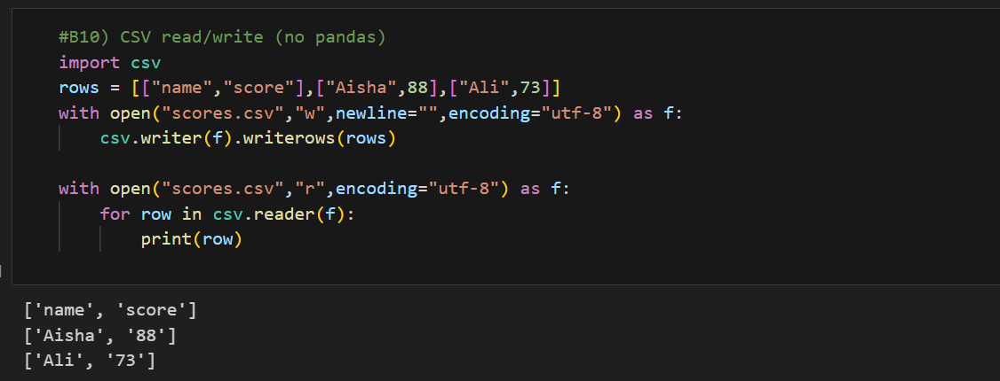 #B10) CSV read/write (no pandas)
import csv
rows = [["name","score"],["Aisha",88],["Ali",73]]
with open("scores.csv","w",newline="",encoding="utf-8") as f:
    csv.writer(f).writerows(rows)

with open("scores.csv","r",encoding="utf-8") as f:
    for row in csv.reader(f):
        print(row)

['name', 'score']
['Aisha', '88']
['Ali', '73']